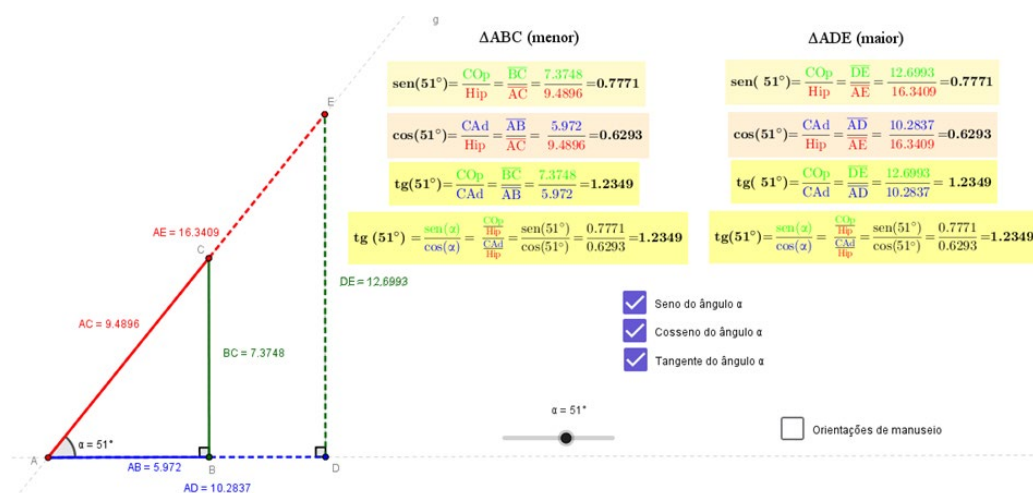 g
ΔABC (menor)
sen(51°)= COp/Hip = BC/AC = 7.3748/9.4896 =0.7771
cos(51°)= CAd/Hip = AB/AC = 5.972/9.4896 =0.6293
tg(51°)= COp/CAd = BC/AB = 7.3748/5.972 =1.2349
tg (51°) = sen(α)/cos(α) = (COp/Hip)/(CAd/Hip) = sen(51°)/cos(51°) = 0.7771/0.6293 =1.2349
ΔADE (maior)
sen( 51°)= COp/Hip = DE/AE = 12.6993/16.3409 =0.7771
cos(51°)= CAd/Hip = AD/AE = 10.2837/16.3409 =0.6293
tg( 51°)= COp/CAd = DE/AD = 12.6993/10.2837 = 1.2349
tg(51°)= sen(α)/cos(α) = (COp/Hip)/(CAd/Hip) = sen(51°)/cos(51°) = 0.7771/0.6293 =1.2349
E
AE = 16.3409
C
DE = 12.6993
AC = 9.4896
BC = 7.3748
α = 51°
A
B
D
AB = 5.972
AD = 10.2837
Seno do ângulo α
Cosseno do ângulo α
Tangente do ângulo α
α = 51°
Orientações de manuseio